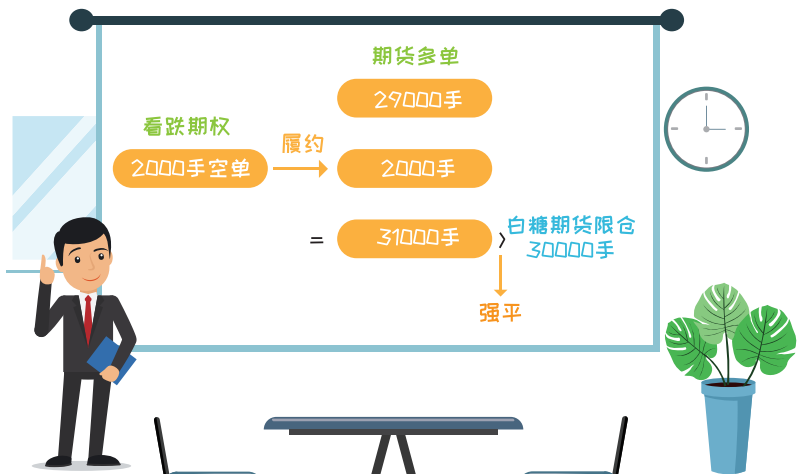 期货多单
29000手
看跌期权
2000手空单
履约
2000手
=
31000手
>
白糖期货限仓
30000手
强平